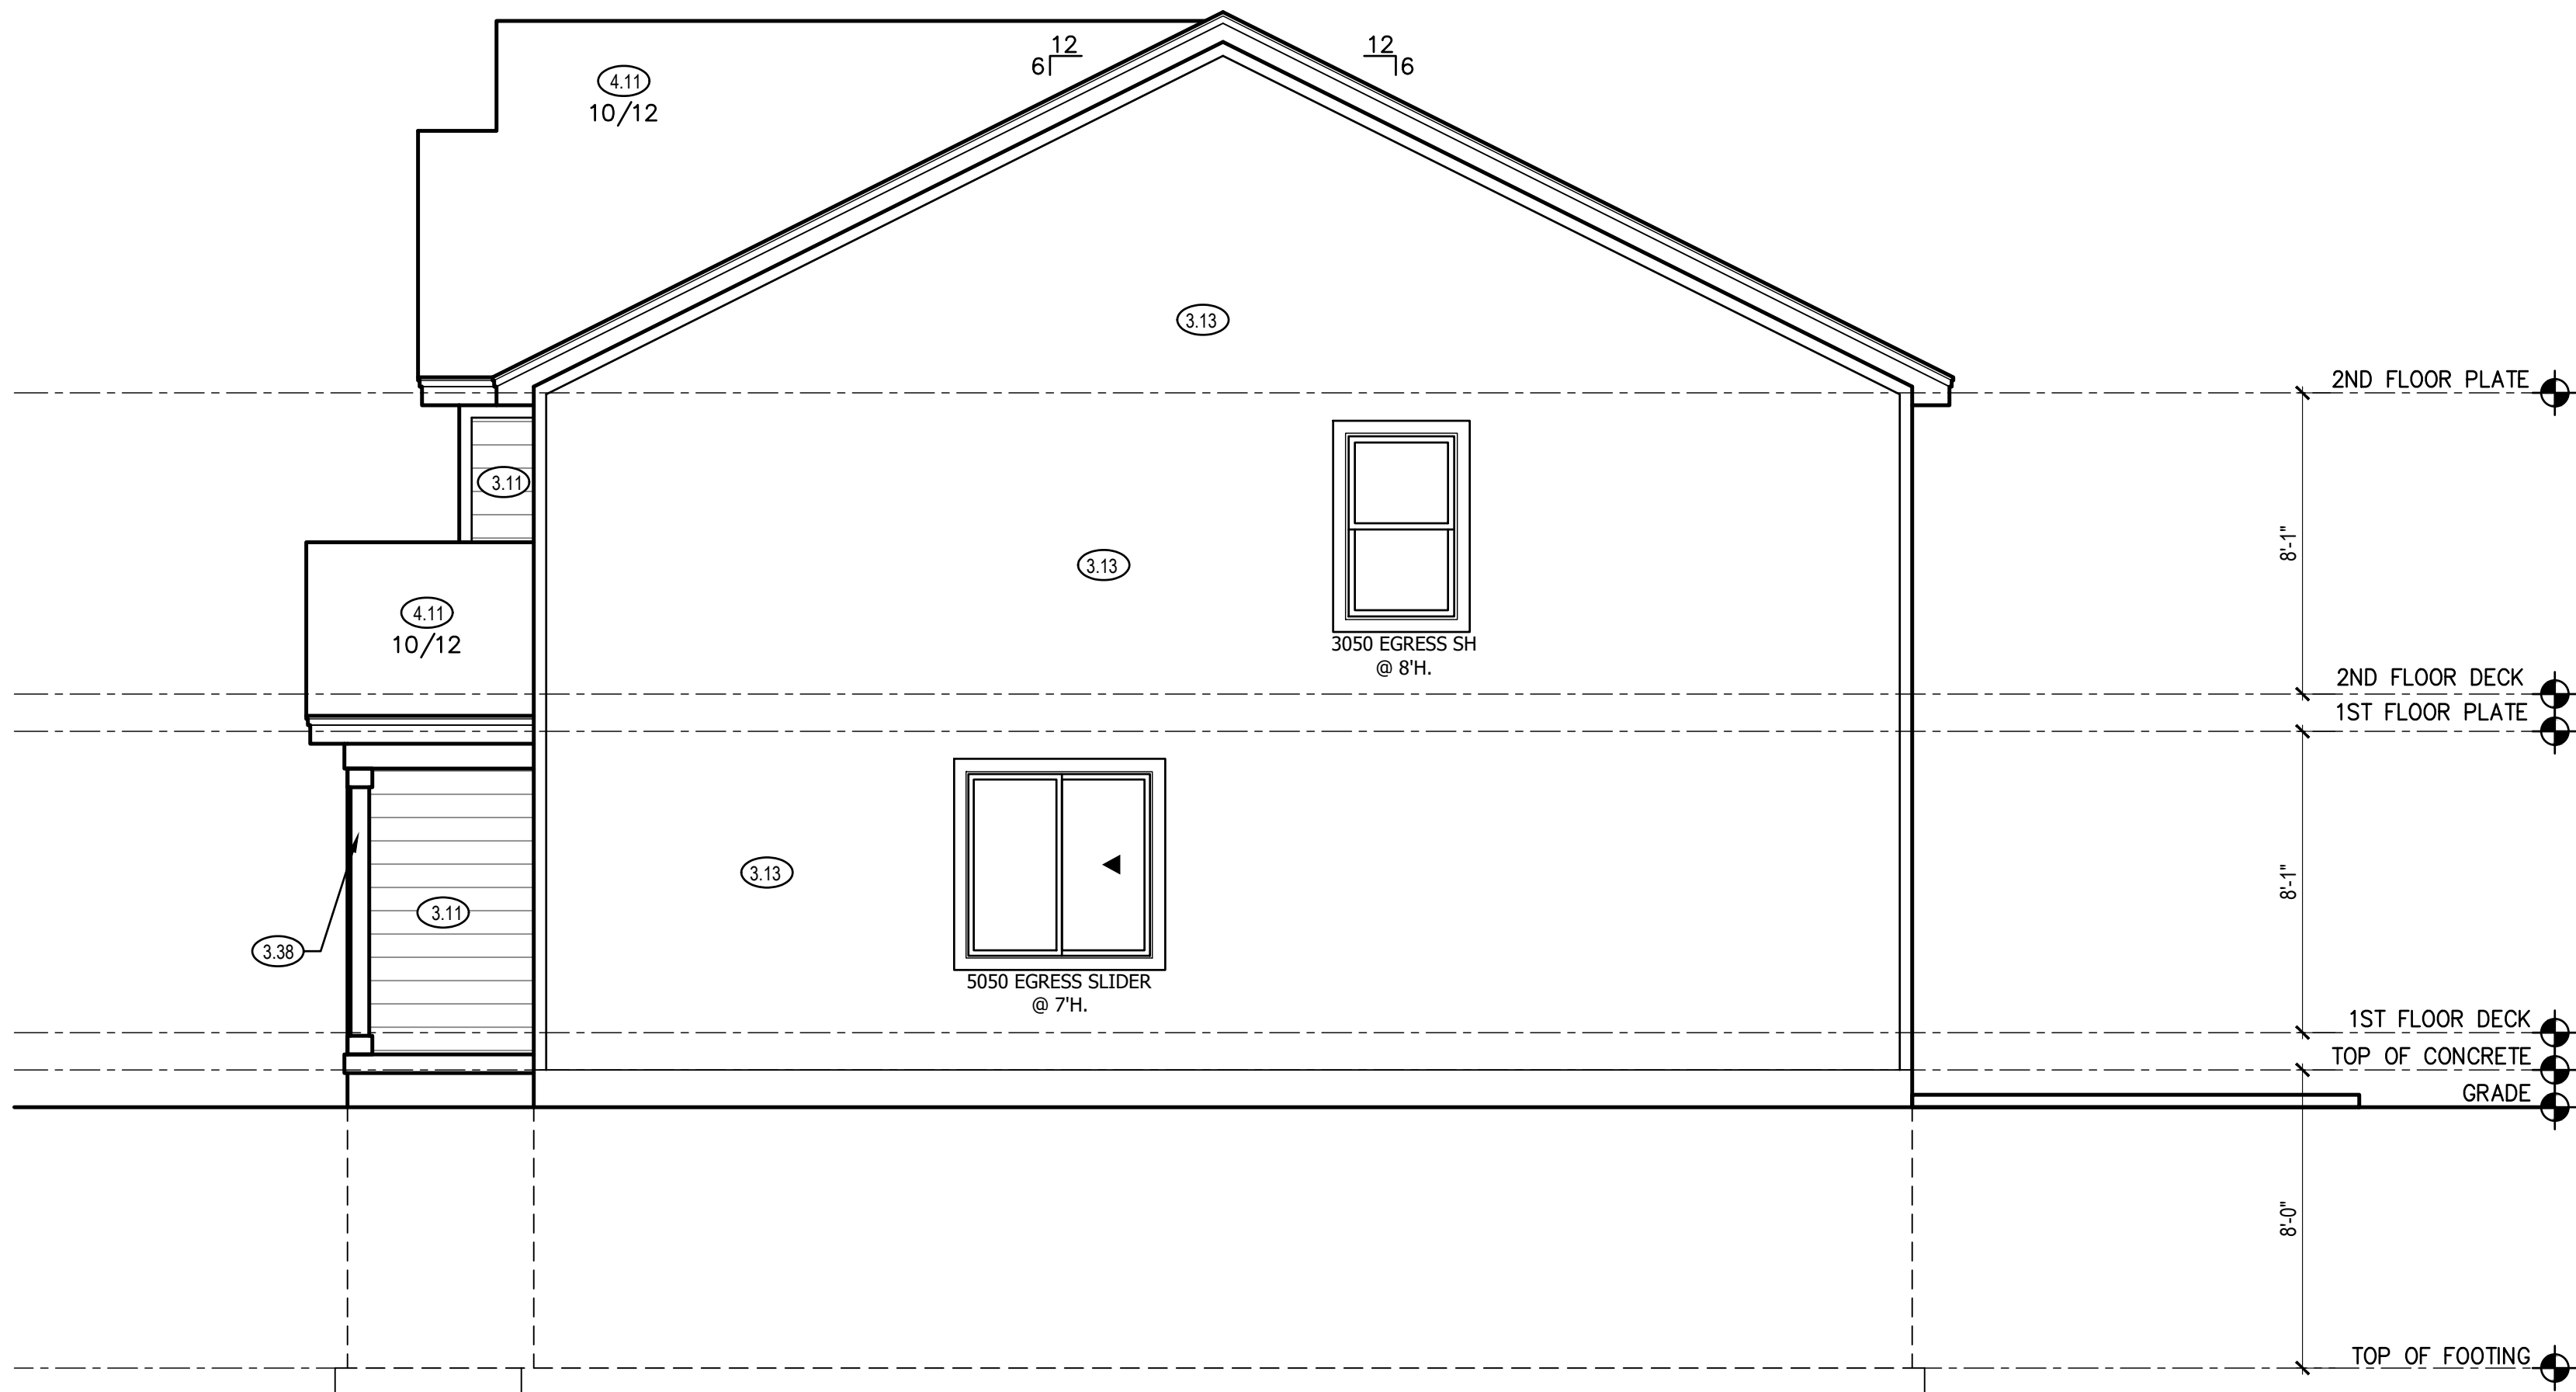 12
6
12
6
4.11
10/12
3.13
2ND FLOOR PLATE
3.11
3.13
8'-1"
4.11
10/12
3050 EGRESS SH
@ 8'H.
2ND FLOOR DECK
1ST FLOOR PLATE
3.13
8'-1"
3.11
3.38
5050 EGRESS SLIDER
@ 7'H.
1ST FLOOR DECK
TOP OF CONCRETE
GRADE
8'-0"
TOP OF FOOTING